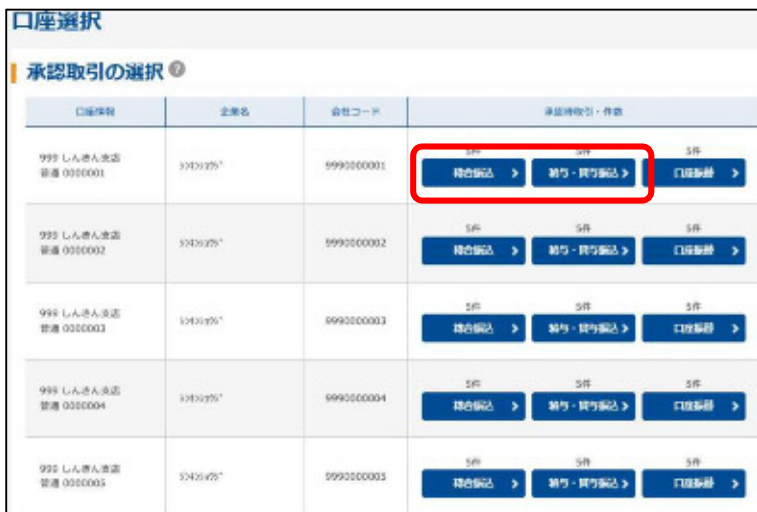 口座選択
承認取引の選択 ?
口座情報 企業名 会社コード 承認待取引・件数
5件 5件 5件
999 しんきん支店
普通 0000001
9990000001
総合振込 給与・賞与振込 口座振替
5件 5件 5件
999 しんきん支店
普通 0000002
9990000002
総合振込 給与・賞与振込 口座振替
5件 5件 5件
999 しんきん支店
普通 0000003
9990000003
総合振込 給与・賞与振込 口座振替
5件 5件 5件
999 しんきん支店
普通 0000004
9990000004
総合振込 給与・賞与振込 口座振替
5件 5件 5件
999 しんきん支店
普通 0000005
9990000005
総合振込 給与・賞与振込 口座振替